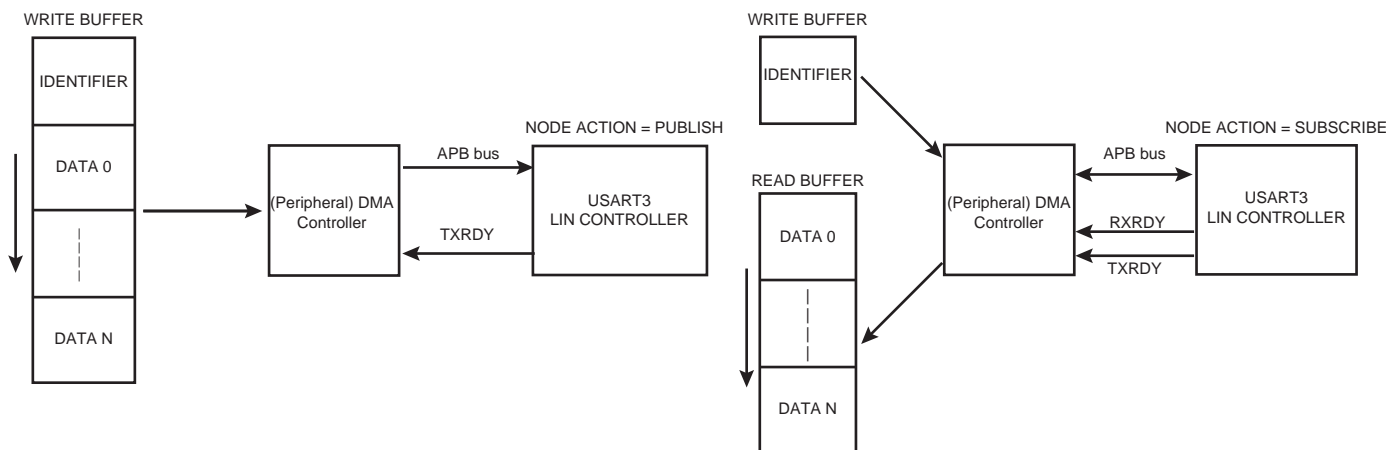 WRITE BUFFER
IDENTIFIER
DATA 0
DATA N
(Peripheral) DMA
Controller
APB bus
TXRDY
NODE ACTION = PUBLISH
USART3
LIN CONTROLLER
WRITE BUFFER
IDENTIFIER
READ BUFFER
DATA 0
DATA N
(Peripheral) DMA
Controller
APB bus
RXRDY
TXRDY
NODE ACTION = SUBSCRIBE
USART3
LIN CONTROLLER